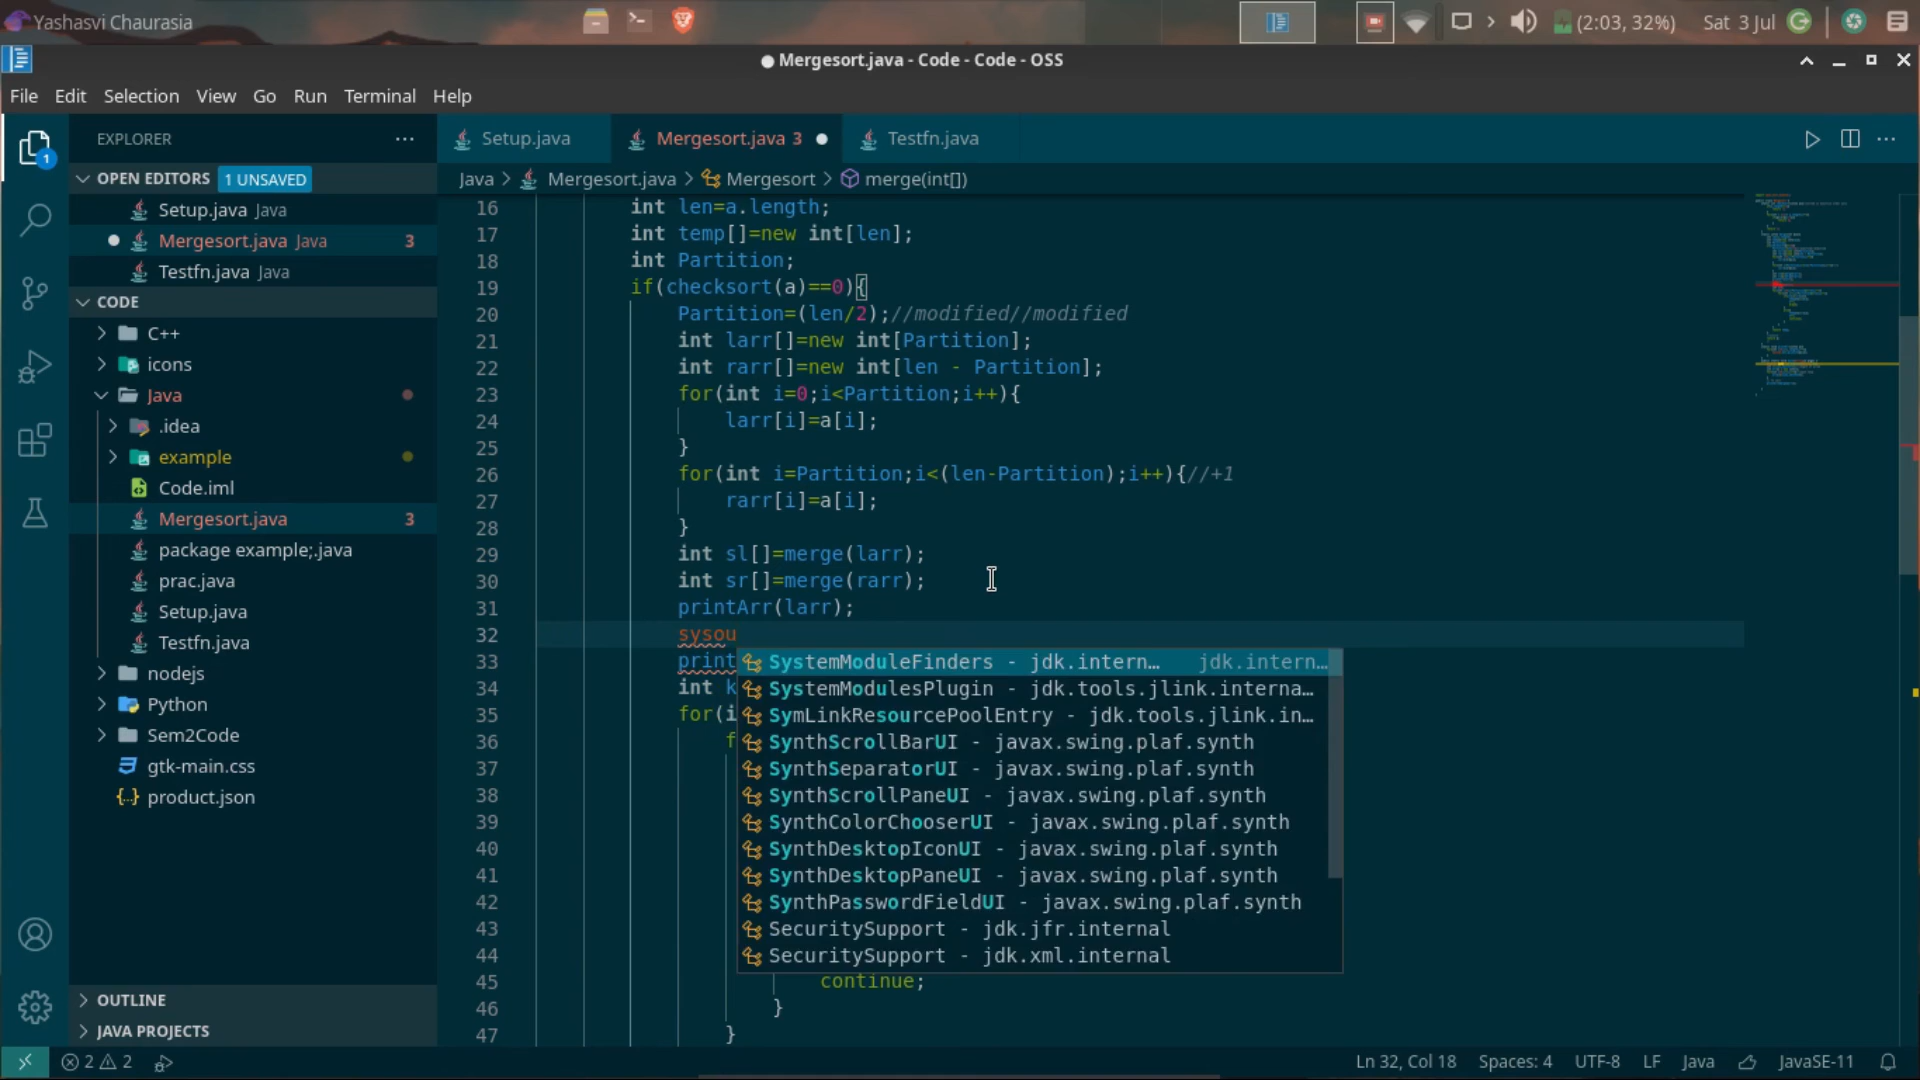 Yashasvi Chaurasia
(2:03, 32%) Sat 3 Jul
● Mergesort.java - Code - Code - OSS
File Edit Selection View Go Run Terminal Help
EXPLORER
OPEN EDITORS 1 UNSAVED
Setup.java Java
Mergesort.java Java 3
Testfn.java Java
CODE
C++
icons
Java
.idea
example
Code.iml
Mergesort.java 3
package example;.java
prac.java
Setup.java
Testfn.java
nodejs
Python
Sem2Code
gtk-main.css
product.json
OUTLINE
JAVA PROJECTS
1
Setup.java Mergesort.java 3 ● Testfn.java
Java > Mergesort.java > Mergesort > merge(int[])
16 int len=a.length;
17 int temp[]=new int[len];
18 int Partition;
19 if(checksort(a)==0){
20 Partition=(len/2);//modified//modified
21 int larr[]=new int[Partition];
22 int rarr[]=new int[len - Partition];
23 for(int i=0;i<Partition;i++){
24 larr[i]=a[i];
25 }
26 for(int i=Partition;i<(len-Partition);i++){//+1
27 rarr[i]=a[i];
28 }
29 int sl[]=merge(larr);
30 int sr[]=merge(rarr);
31 printArr(larr);
32 sysou
33 print
34 int k
35 for(i
36 f
37
38
39
40
41
42
43
44
45 continue;
46 }
47 }
SystemModuleFinders - jdk.intern… jdk.intern…
SystemModulesPlugin - jdk.tools.jlink.interna…
SymLinkResourcePoolEntry - jdk.tools.jlink.in…
SynthScrollBarUI - javax.swing.plaf.synth
SynthSeparatorUI - javax.swing.plaf.synth
SynthScrollPaneUI - javax.swing.plaf.synth
SynthColorChooserUI - javax.swing.plaf.synth
SynthDesktopIconUI - javax.swing.plaf.synth
SynthDesktopPaneUI - javax.swing.plaf.synth
SynthPasswordFieldUI - javax.swing.plaf.synth
SecuritySupport - jdk.jfr.internal
SecuritySupport - jdk.xml.internal
2 2 Ln 32, Col 18 Spaces: 4 UTF-8 LF Java JavaSE-11